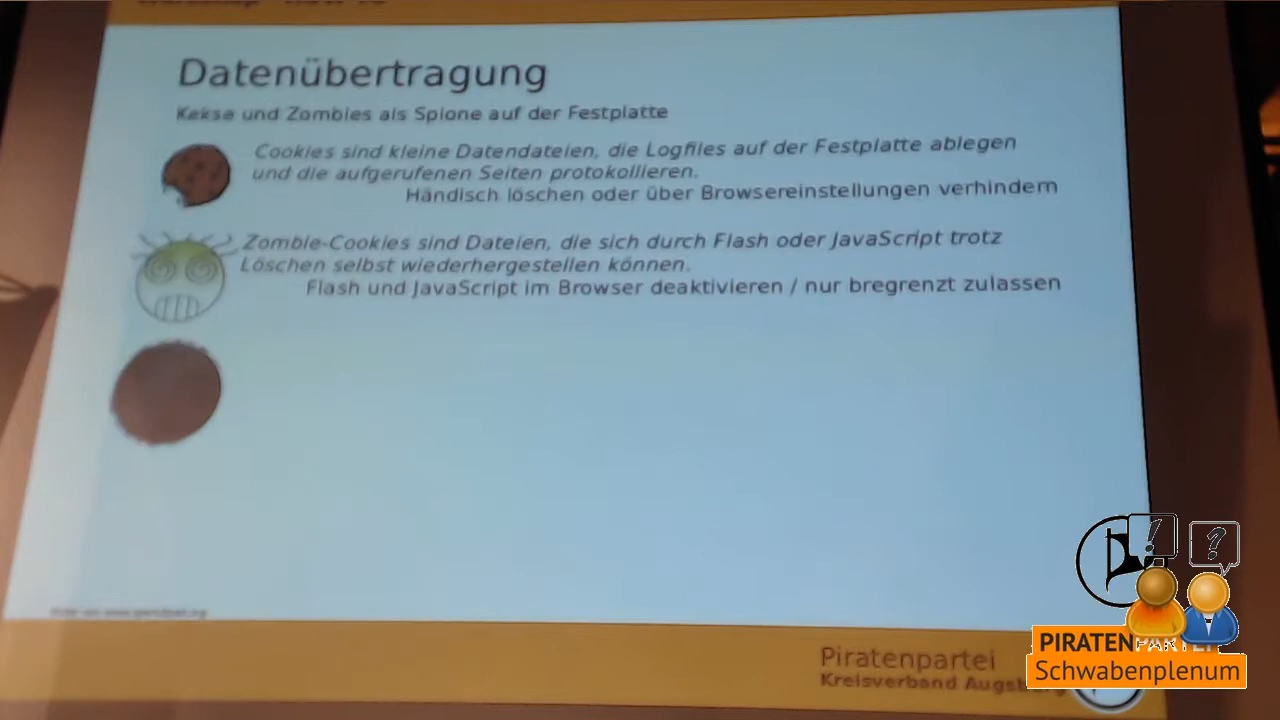 Datenübertragung
Kekse und Zombies als Spione auf der Festplatte
Cookies sind kleine Datendateien, die Logfiles auf der Festplatte ablegen
und die aufgerufenen Seiten protokollieren.
Händisch löschen oder über Browsereinstellungen verhindern
Zombie-Cookies sind Dateien, die sich durch Flash oder JavaScript trotz
Löschen selbst wiederhergestellen können.
Flash und JavaScript im Browser deaktivieren / nur bregrenzt zulassen
! ?
Piratenpartei
Kreisverband Augsburg
PIRATENPARTEI
Schwabenplenum